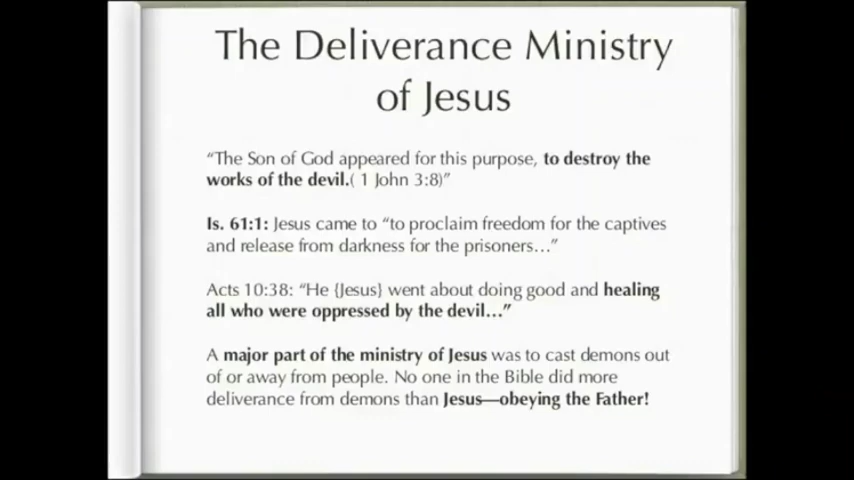 The Deliverance Ministry
of Jesus
“The Son of God appeared for this purpose, to destroy the
works of the devil.( 1 John 3:8)”
Is. 61:1: Jesus came to “to proclaim freedom for the captives
and release from darkness for the prisoners…”
Acts 10:38: “He {Jesus} went about doing good and healing
all who were oppressed by the devil…”
A major part of the ministry of Jesus was to cast demons out
of or away from people. No one in the Bible did more
deliverance from demons than Jesus—obeying the Father!